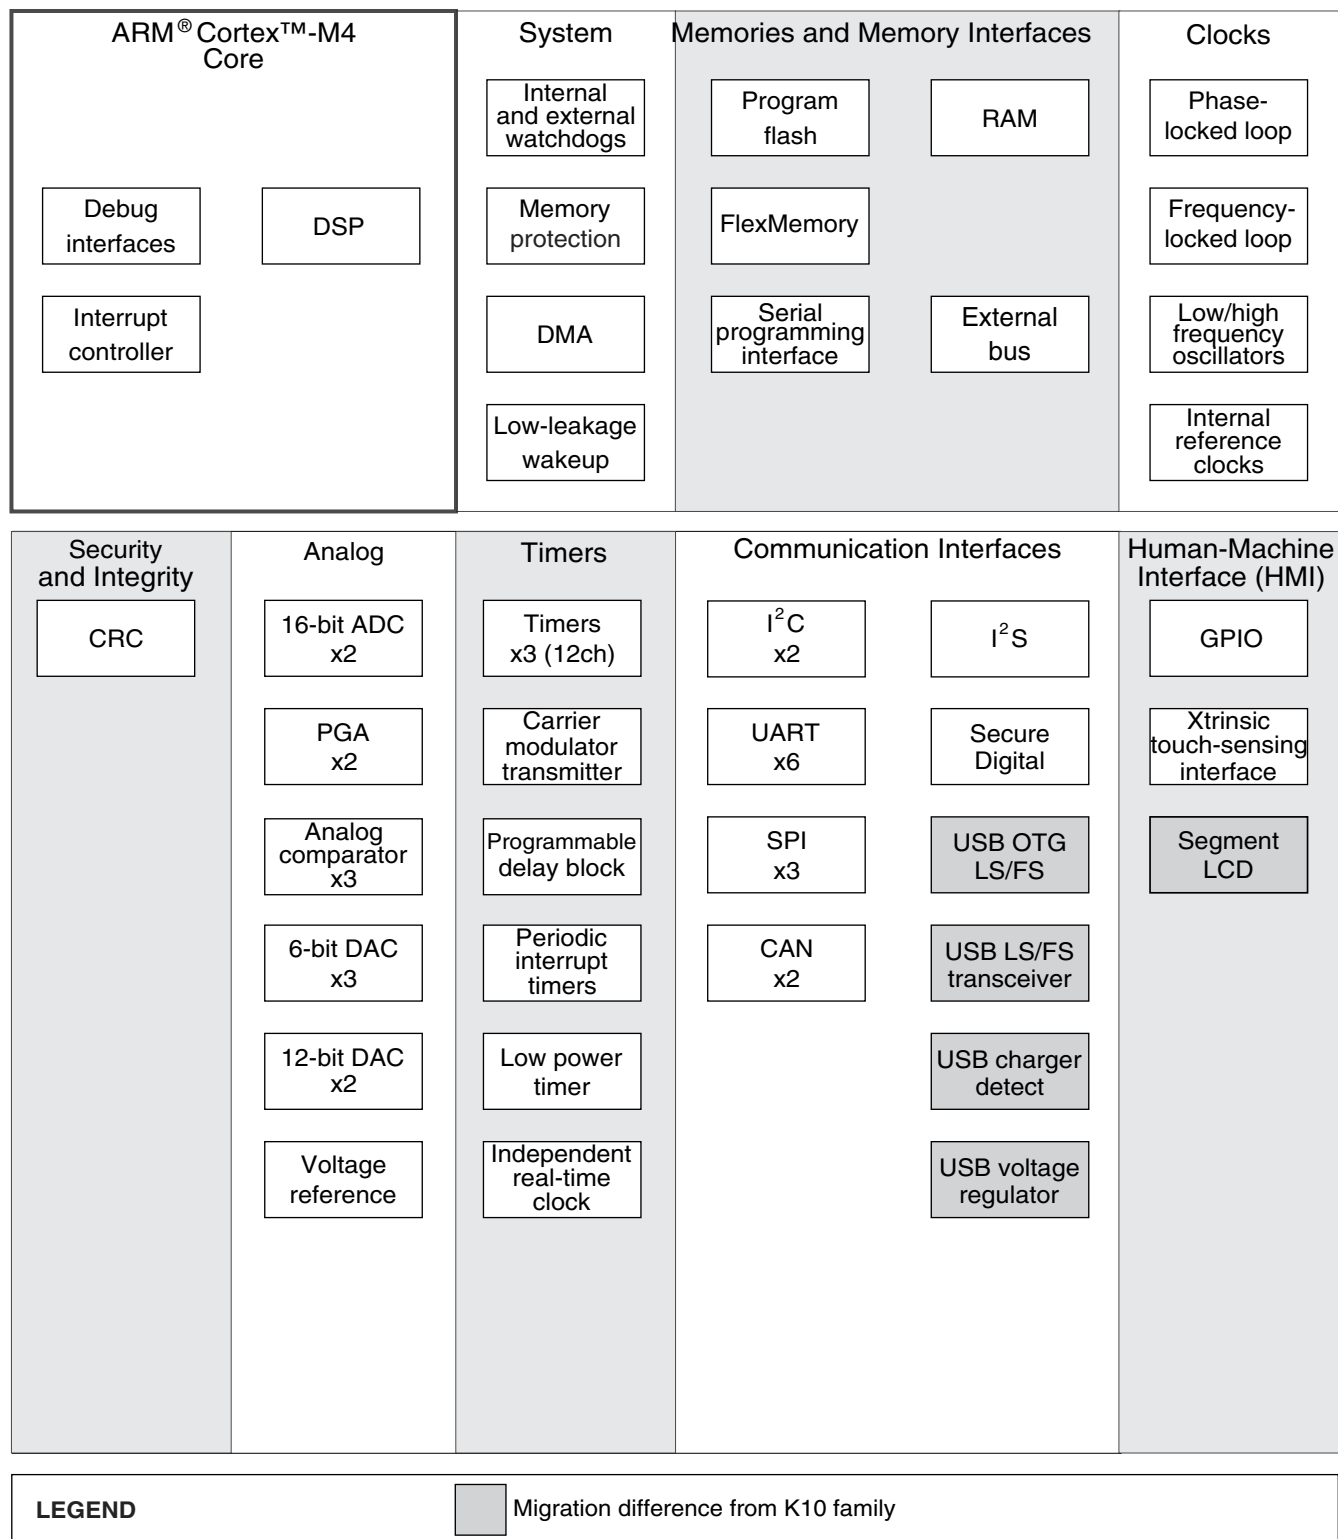 ARM® Cortex™-M4
Core
Debug
interfaces
DSP
Interrupt
controller
System
Internal
and external
watchdogs
Memory
protection
DMA
Low-leakage
wakeup
Memories and Memory Interfaces
Program
flash
RAM
FlexMemory
Serial
programming
interface
External
bus
Clocks
Phase-
locked loop
Frequency-
locked loop
Low/high
frequency
oscillators
Internal
reference
clocks
Security
and Integrity
CRC
Analog
16-bit ADC
x2
PGA
x2
Analog
comparator
x3
6-bit DAC
x3
12-bit DAC
x2
Voltage
reference
Timers
Timers
x3 (12ch)
Carrier
modulator
transmitter
Programmable
delay block
Periodic
interrupt
timers
Low power
timer
Independent
real-time
clock
Communication Interfaces
I²C
x2
UART
x6
SPI
x3
CAN
x2
I²S
Secure
Digital
USB OTG
LS/FS
USB LS/FS
transceiver
USB charger
detect
USB voltage
regulator
Human-Machine
Interface (HMI)
GPIO
Xtrinsic
touch-sensing
interface
Segment
LCD
LEGEND
Migration difference from K10 family